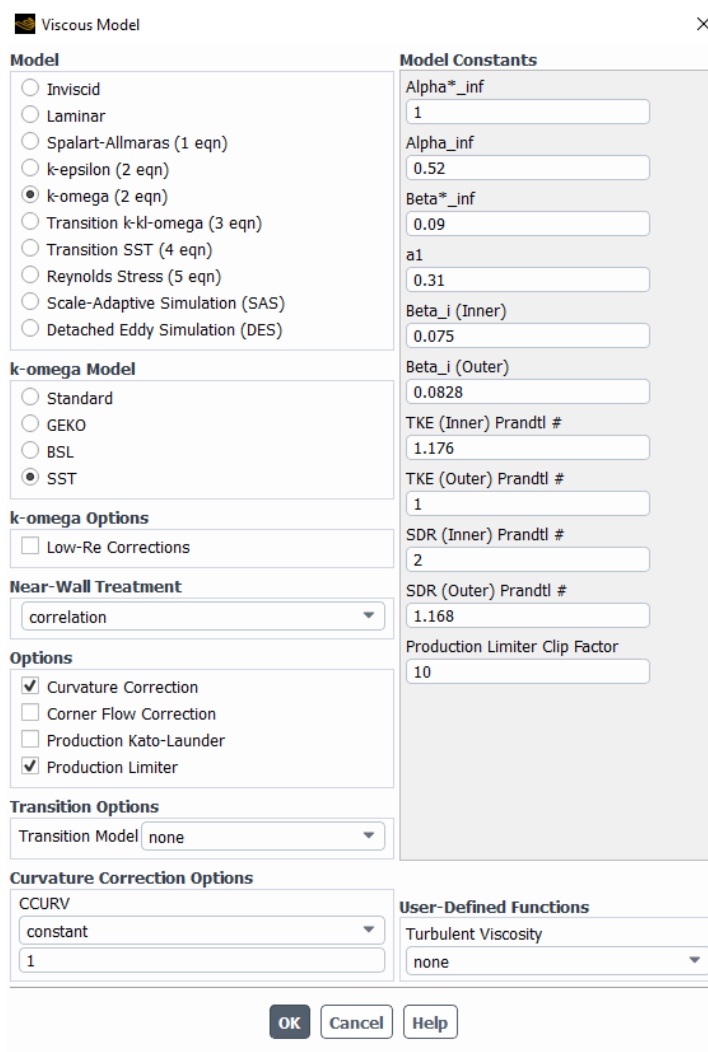 Viscous Model
Model
Inviscid
Laminar
Spalart-Allmaras (1 eqn)
k-epsilon (2 eqn)
k-omega (2 eqn)
Transition k-kl-omega (3 eqn)
Transition SST (4 eqn)
Reynolds Stress (5 eqn)
Scale-Adaptive Simulation (SAS)
Detached Eddy Simulation (DES)
k-omega Model
Standard
GEKO
BSL
SST
k-omega Options
Low-Re Corrections
Near-Wall Treatment
correlation
Options
Curvature Correction
Corner Flow Correction
Production Kato-Launder
Production Limiter
Transition Options
Transition Model none
Curvature Correction Options
CCURV
constant
1
Model Constants
Alpha*_inf
1
Alpha_inf
0.52
Beta*_inf
0.09
a1
0.31
Beta_i (Inner)
0.075
Beta_i (Outer)
0.0828
TKE (Inner) Prandtl #
1.176
TKE (Outer) Prandtl #
1
SDR (Inner) Prandtl #
2
SDR (Outer) Prandtl #
1.168
Production Limiter Clip Factor
10
User-Defined Functions
Turbulent Viscosity
none
OK Cancel Help